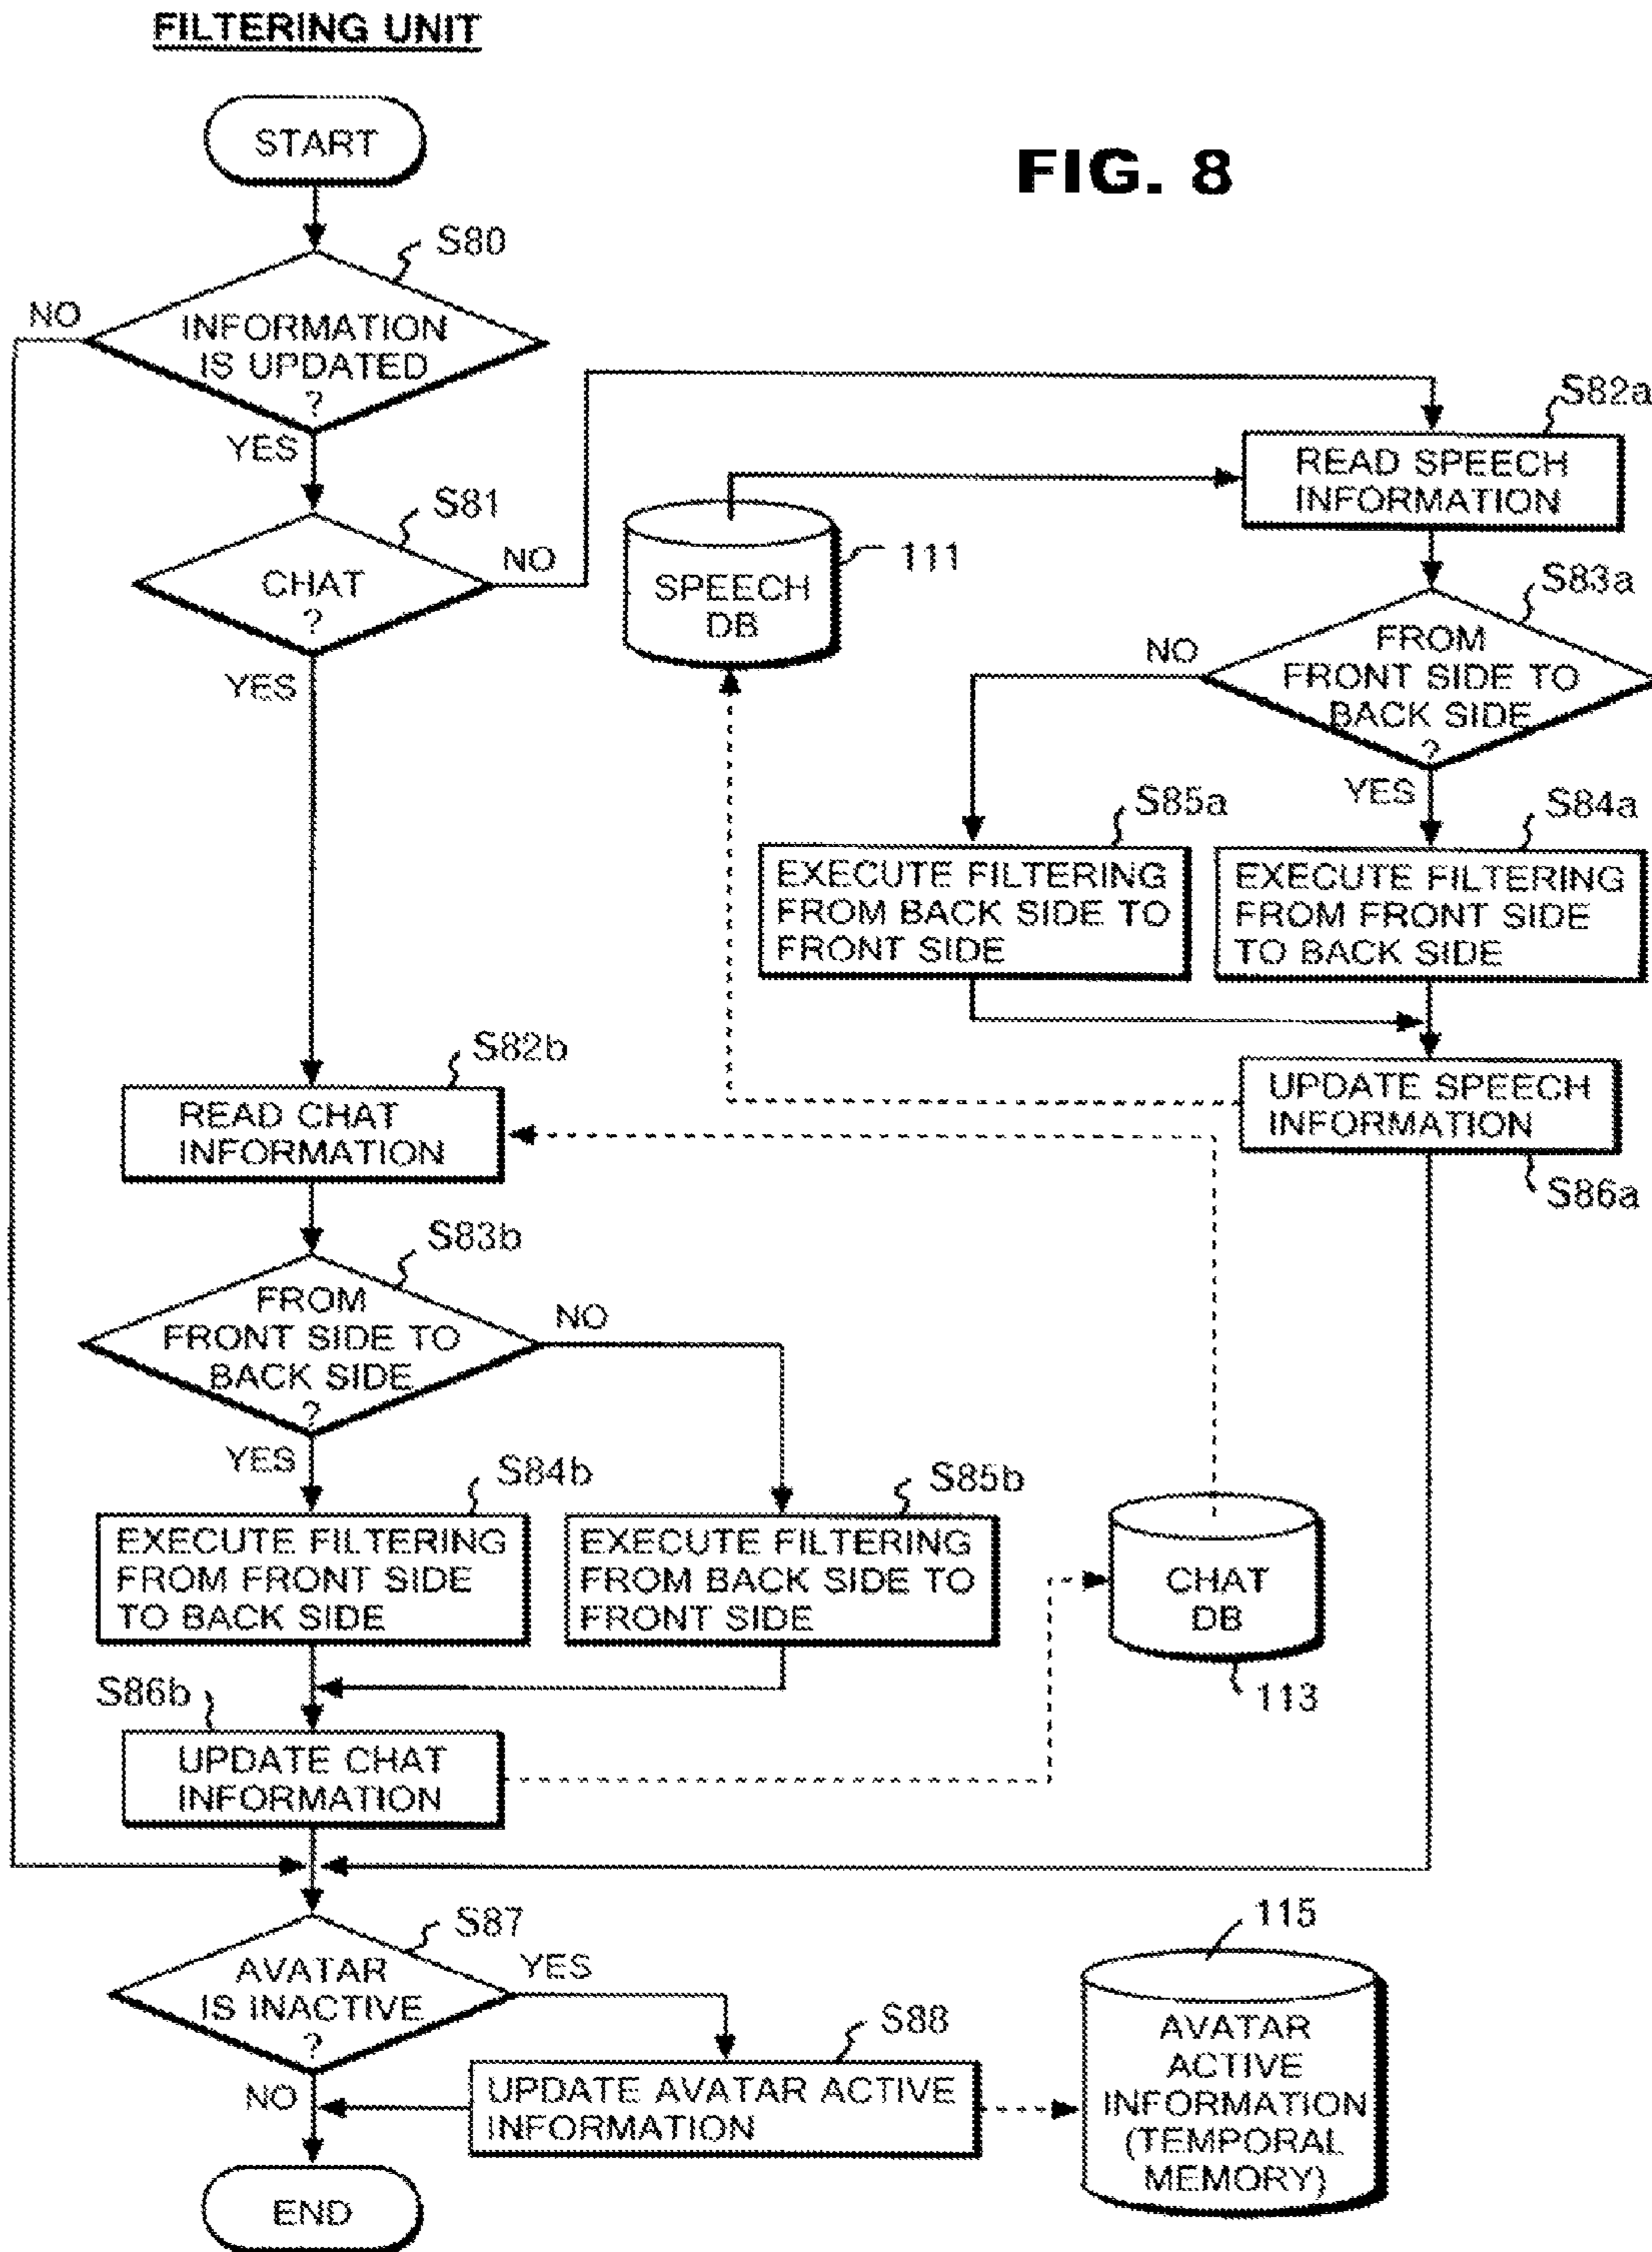 FILTERING UNIT
FIG. 8
START
S80
NO
INFORMATION
IS UPDATED
?
YES
S81
NO
CHAT
?
YES
S82a
READ SPEECH
INFORMATION
SPEECH
DB
111
S83a
NO
FROM
FRONT SIDE TO
BACK SIDE
?
YES
S85a
EXECUTE FILTERING
FROM BACK SIDE TO
FRONT SIDE
S84a
EXECUTE FILTERING
FROM FRONT SIDE
TO BACK SIDE
UPDATE SPEECH
INFORMATION
S86a
S82b
READ CHAT
INFORMATION
S83b
FROM
FRONT SIDE TO
BACK SIDE
?
NO
YES
S84b
EXECUTE FILTERING
FROM FRONT SIDE
TO BACK SIDE
S85b
EXECUTE FILTERING
FROM BACK SIDE TO
FRONT SIDE
CHAT
DB
113
S86b
UPDATE CHAT
INFORMATION
S87
AVATAR
IS INACTIVE
?
YES
NO
S88
UPDATE AVATAR ACTIVE
INFORMATION
115
AVATAR
ACTIVE
INFORMATION
(TEMPORAL
MEMORY)
END